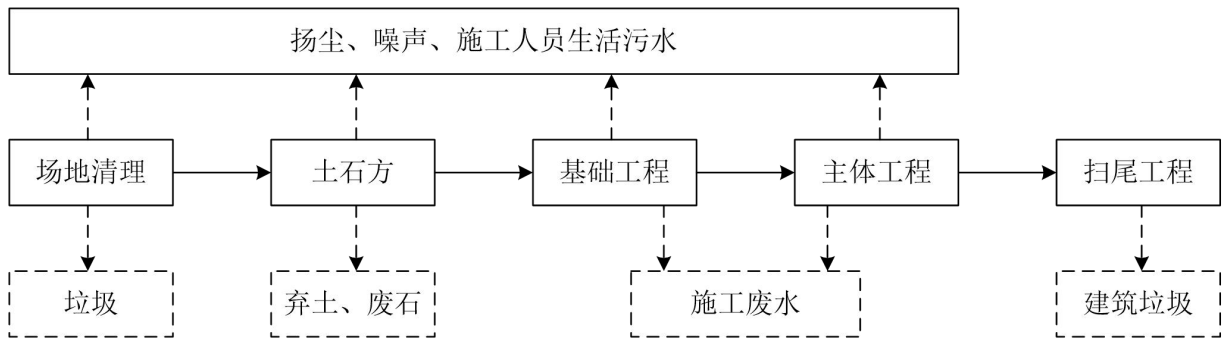 扬尘、噪声、施工人员生活污水
场地清理
土石方
基础工程
主体工程
扫尾工程
垃圾
弃土、废石
施工废水
建筑垃圾